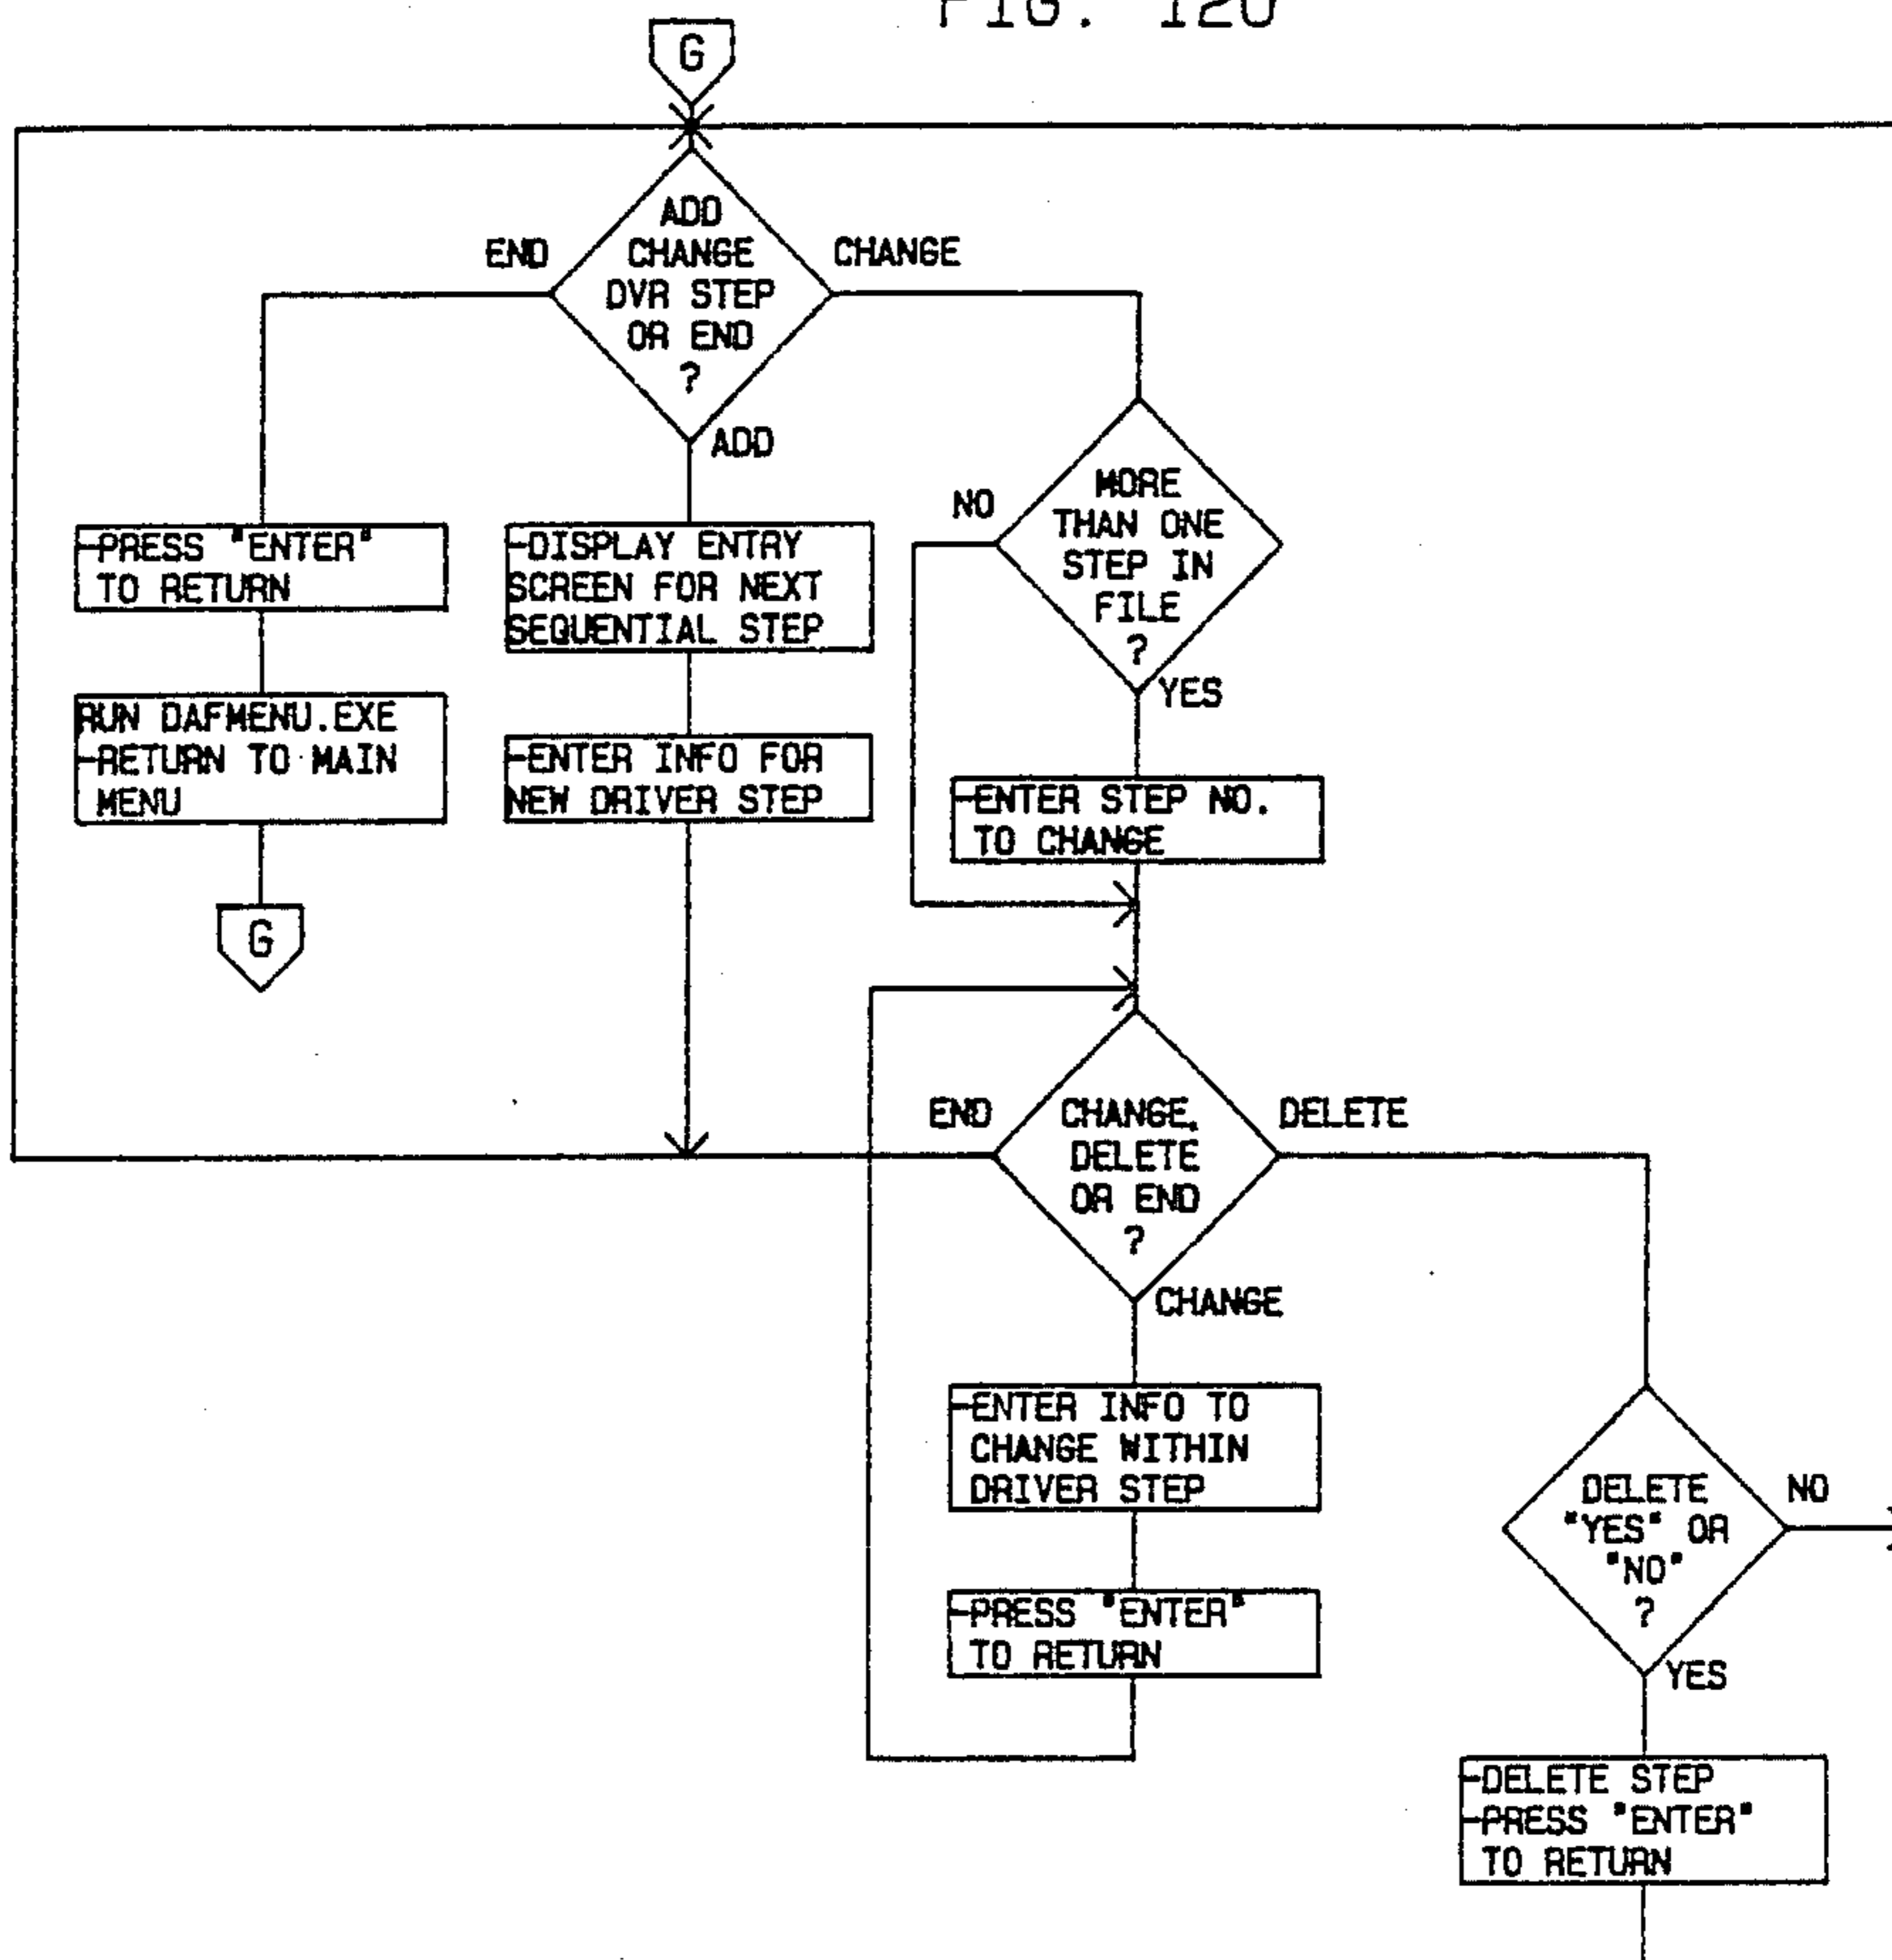 FIG. 120
G
ADD
CHANGE
DVR STEP
OR END
?
END
CHANGE
ADD
-PRESS "ENTER"
TO RETURN
RUN DAFMENU.EXE
-RETURN TO MAIN
MENU
G
-DISPLAY ENTRY
SCREEN FOR NEXT
SEQUENTIAL STEP
-ENTER INFO FOR
NEW DRIVER STEP
MORE
THAN ONE
STEP IN
FILE
?
NO
YES
-ENTER STEP NO.
TO CHANGE
CHANGE,
DELETE
OR END
?
END
DELETE
CHANGE
-ENTER INFO TO
CHANGE WITHIN
DRIVER STEP
-PRESS "ENTER"
TO RETURN
DELETE
"YES" OR
"NO"
?
NO
YES
-DELETE STEP
-PRESS "ENTER"
TO RETURN